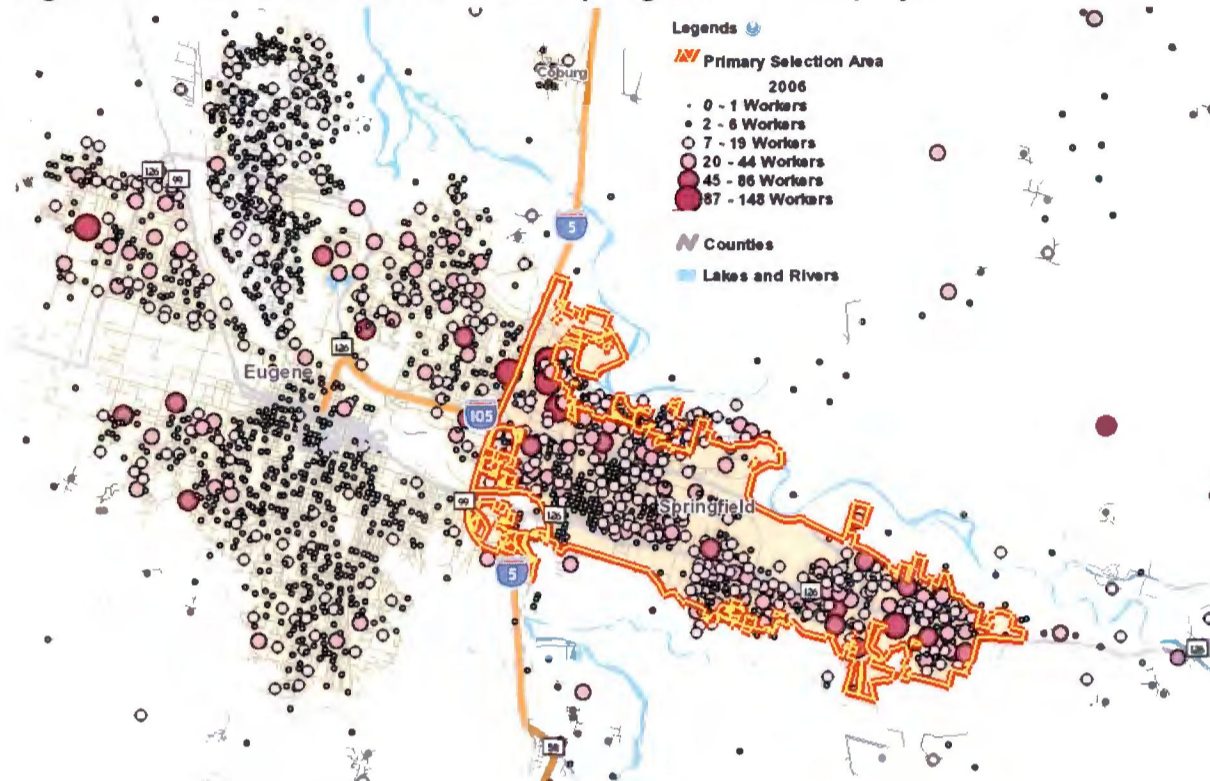 Legends
Primary Selection Area
2006
0 - 1 Workers
2 - 6 Workers
7 - 19 Workers
20 - 44 Workers
45 - 86 Workers
87 - 148 Workers
Counties
Lakes and Rivers
Coburg
126
99
5
126
Eugene
105
99
126
Springfield
5
126
126
58